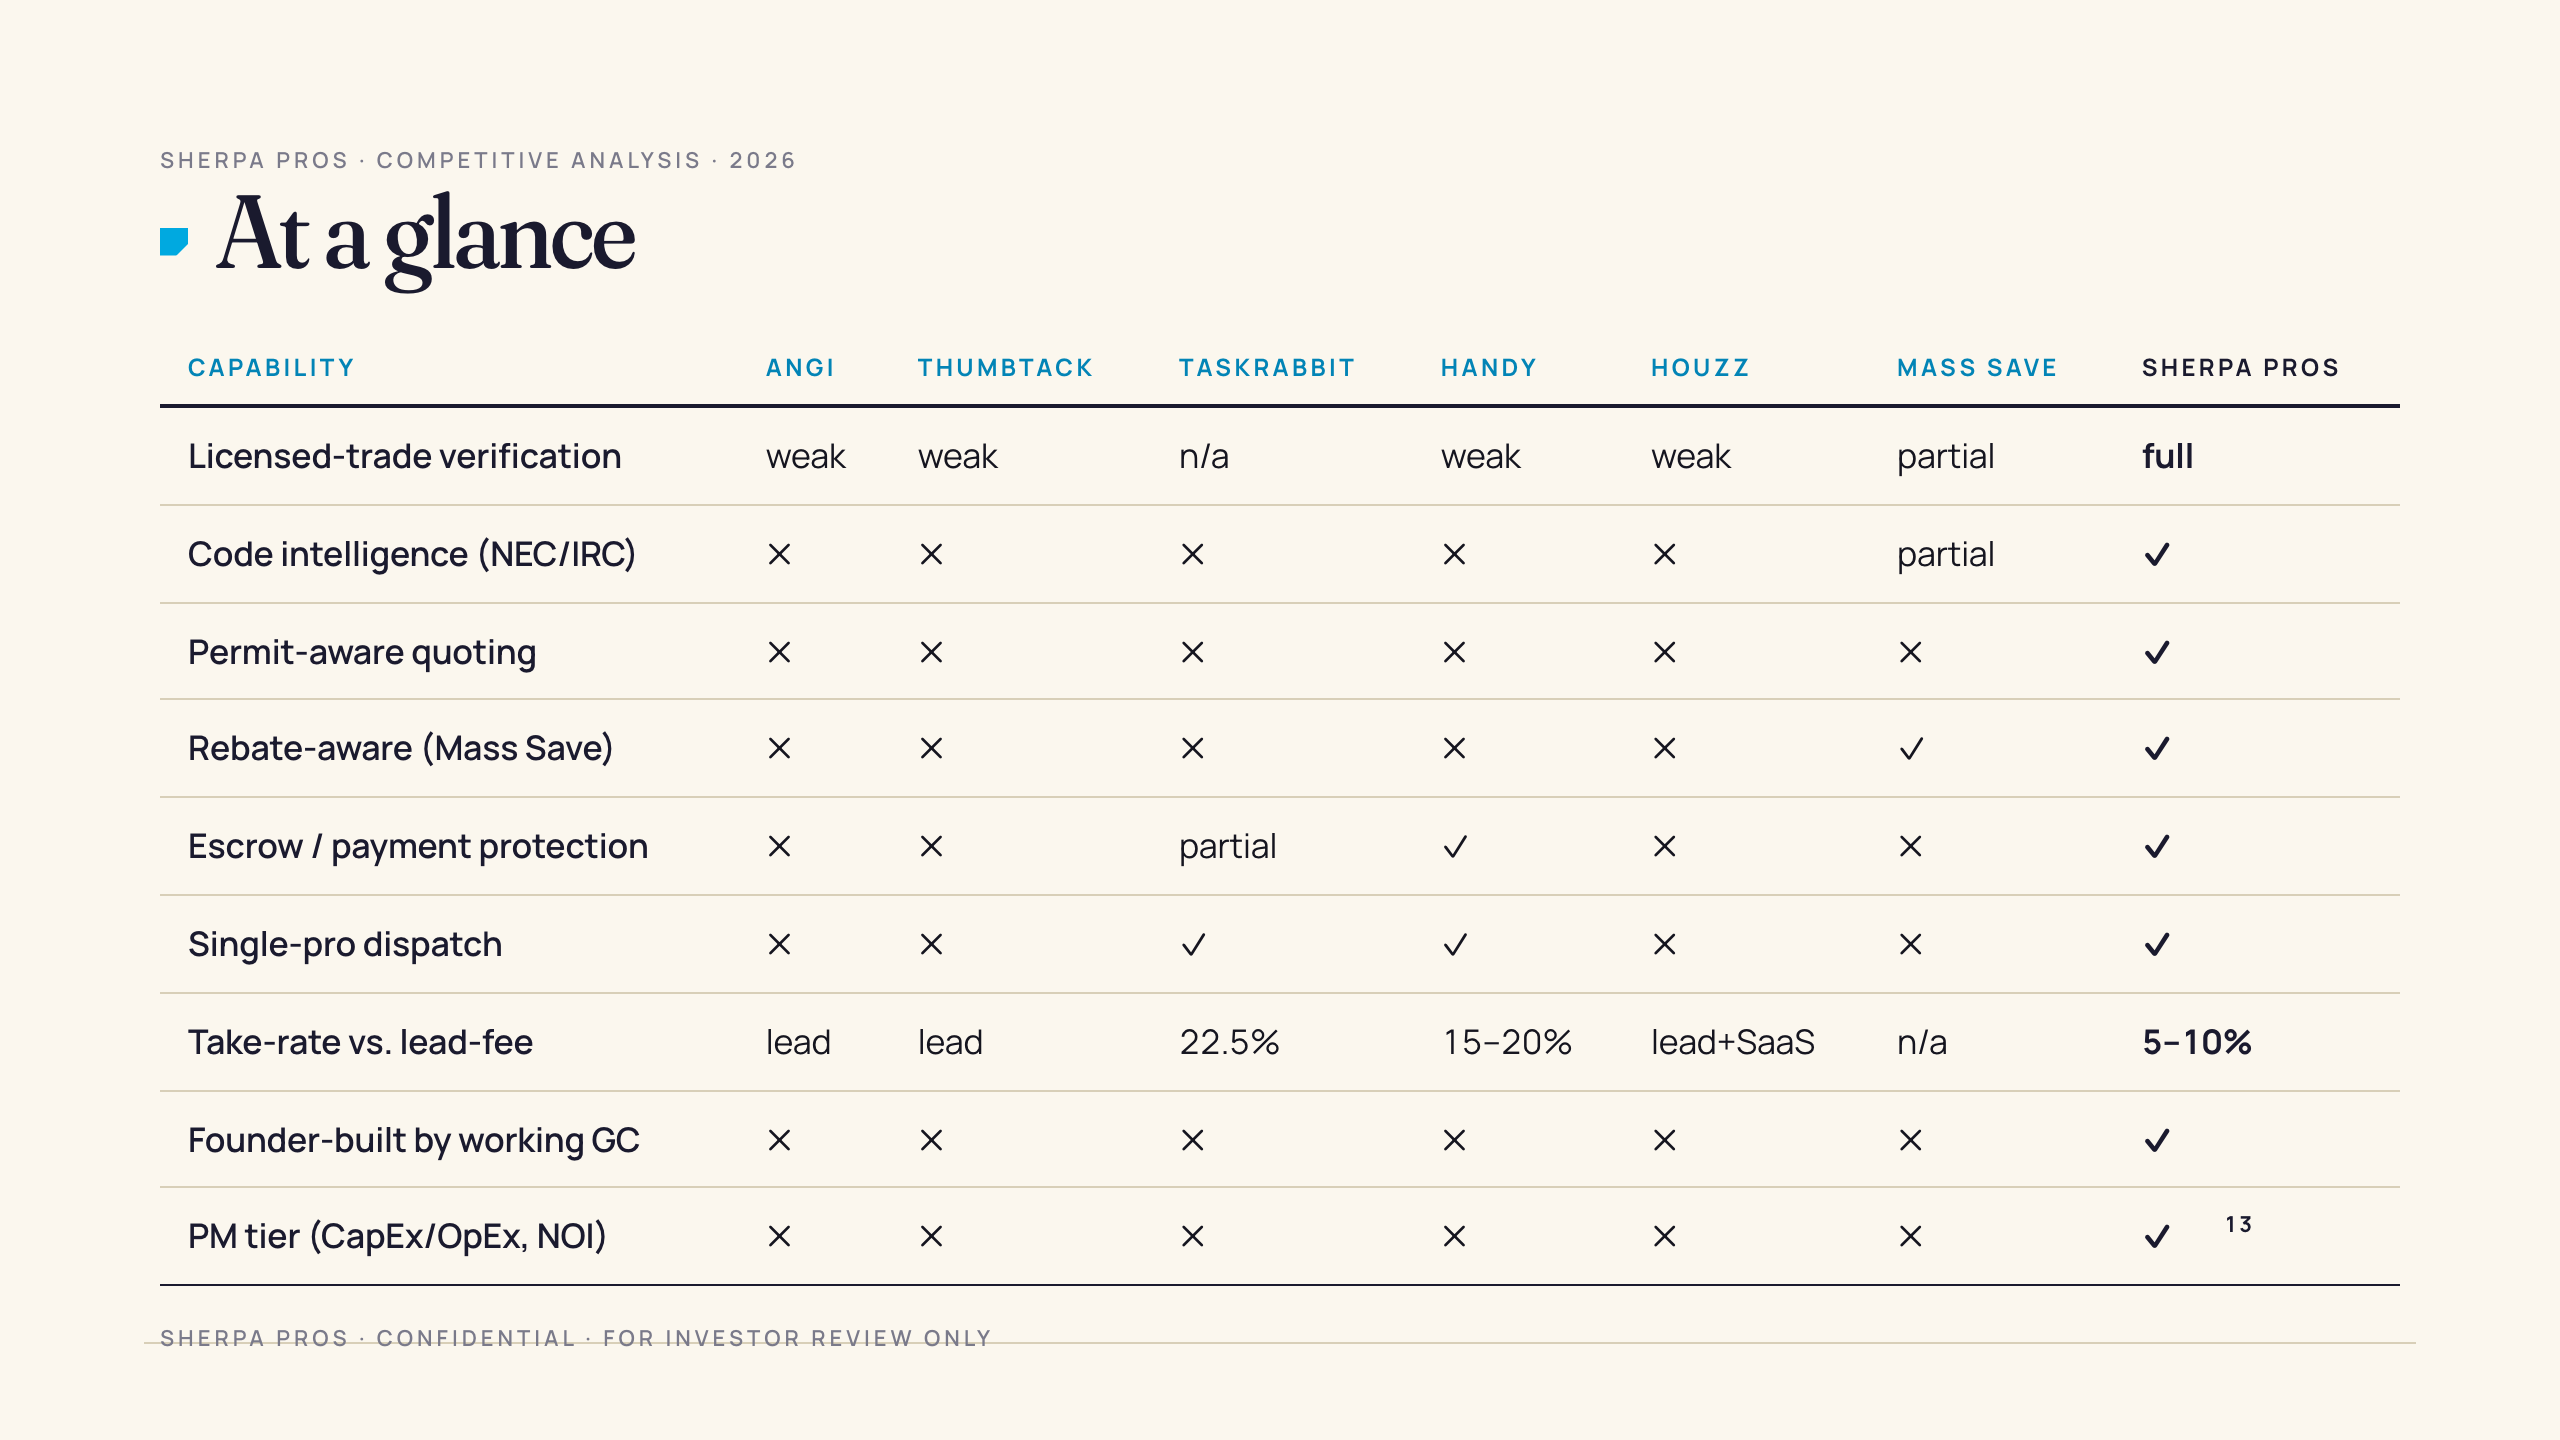 SHERPA PROS · COMPETITIVE ANALYSIS · 2026
At a glance
CAPABILITY ANGI THUMBTACK TASKRABBIT HANDY HOUZZ MASS SAVE SHERPA PROS
Licensed-trade verification weak weak n/a weak weak partial full
Code intelligence (NEC/IRC) ✕ ✕ ✕ ✕ ✕ partial ✓
Permit-aware quoting ✕ ✕ ✕ ✕ ✕ ✕ ✓
Rebate-aware (Mass Save) ✕ ✕ ✕ ✕ ✕ ✓ ✓
Escrow / payment protection ✕ ✕ partial ✓ ✕ ✕ ✓
Single-pro dispatch ✕ ✕ ✓ ✓ ✕ ✕ ✓
Take-rate vs. lead-fee lead lead 22.5% 15–20% lead+SaaS n/a 5–10%
Founder-built by working GC ✕ ✕ ✕ ✕ ✕ ✕ ✓
PM tier (CapEx/OpEx, NOI) ✕ ✕ ✕ ✕ ✕ ✕ ✓ 13
SHERPA PROS · CONFIDENTIAL · FOR INVESTOR REVIEW ONLY